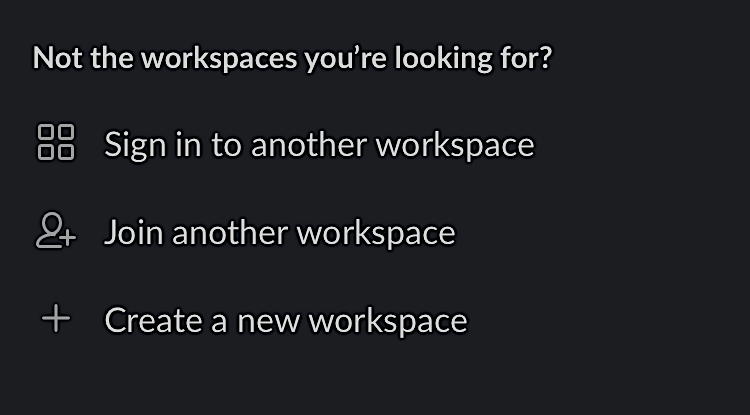 Not the workspaces you’re looking for?
Sign in to another workspace
Join another workspace
Create a new workspace